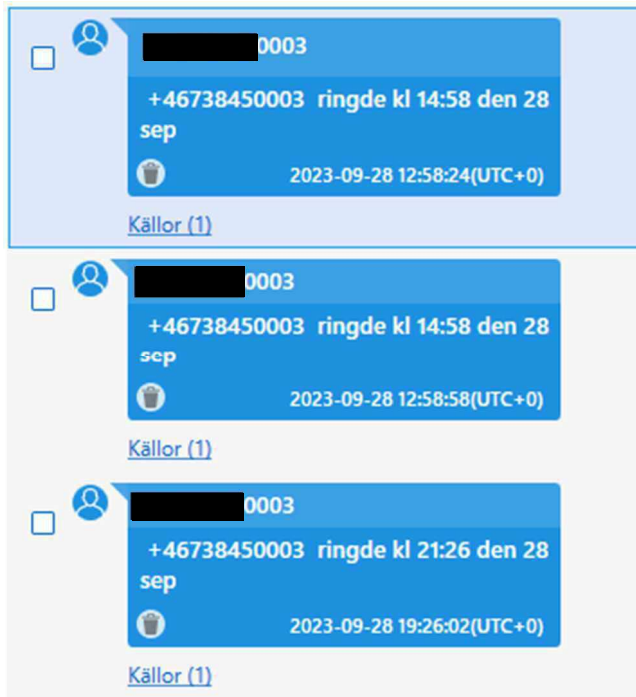 0003
+46738450003 ringde kl 14:58 den 28
sep
2023-09-28 12:58:24(UTC+0)
Källor (1)
0003
+46738450003 ringde kl 14:58 den 28
sep
2023-09-28 12:58:58(UTC+0)
Källor (1)
0003
+46738450003 ringde kl 21:26 den 28
sep
2023-09-28 19:26:02(UTC+0)
Källor (1)